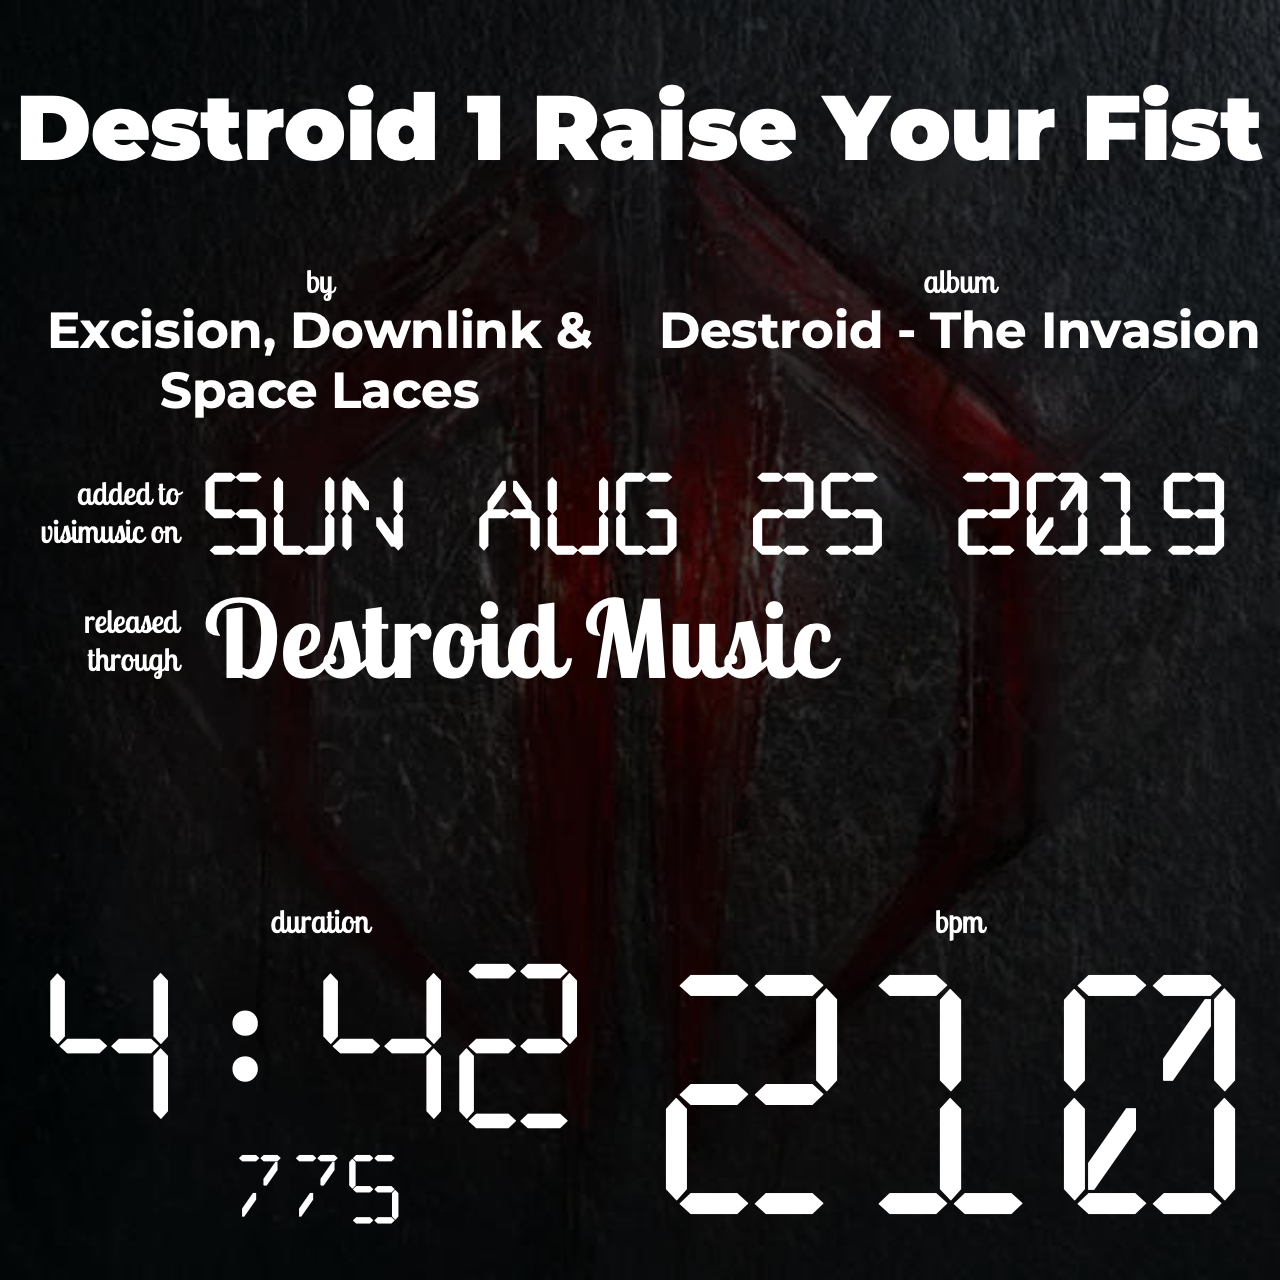 Destroid 1 Raise Your Fist
by
Excision, Downlink &
Space Laces
album
Destroid - The Invasion
added to
visimusic on
SUN AUG 25 2019
released
through
Destroid Music
duration
4:42
775
bpm
210